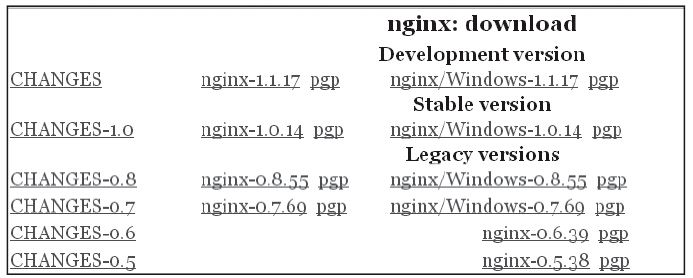 nginx: download
Development version
CHANGES nginx-1.1.17 pgp nginx/Windows-1.1.17 pgp
Stable version
CHANGES-1.0 nginx-1.0.14 pgp nginx/Windows-1.0.14 pgp
Legacy versions
CHANGES-0.8 nginx-0.8.55 pgp nginx/Windows-0.8.55 pgp
CHANGES-0.7 nginx-0.7.69 pgp nginx/Windows-0.7.69 pgp
CHANGES-0.6 nginx-0.6.39 pgp
CHANGES-0.5 nginx-0.5.38 pgp